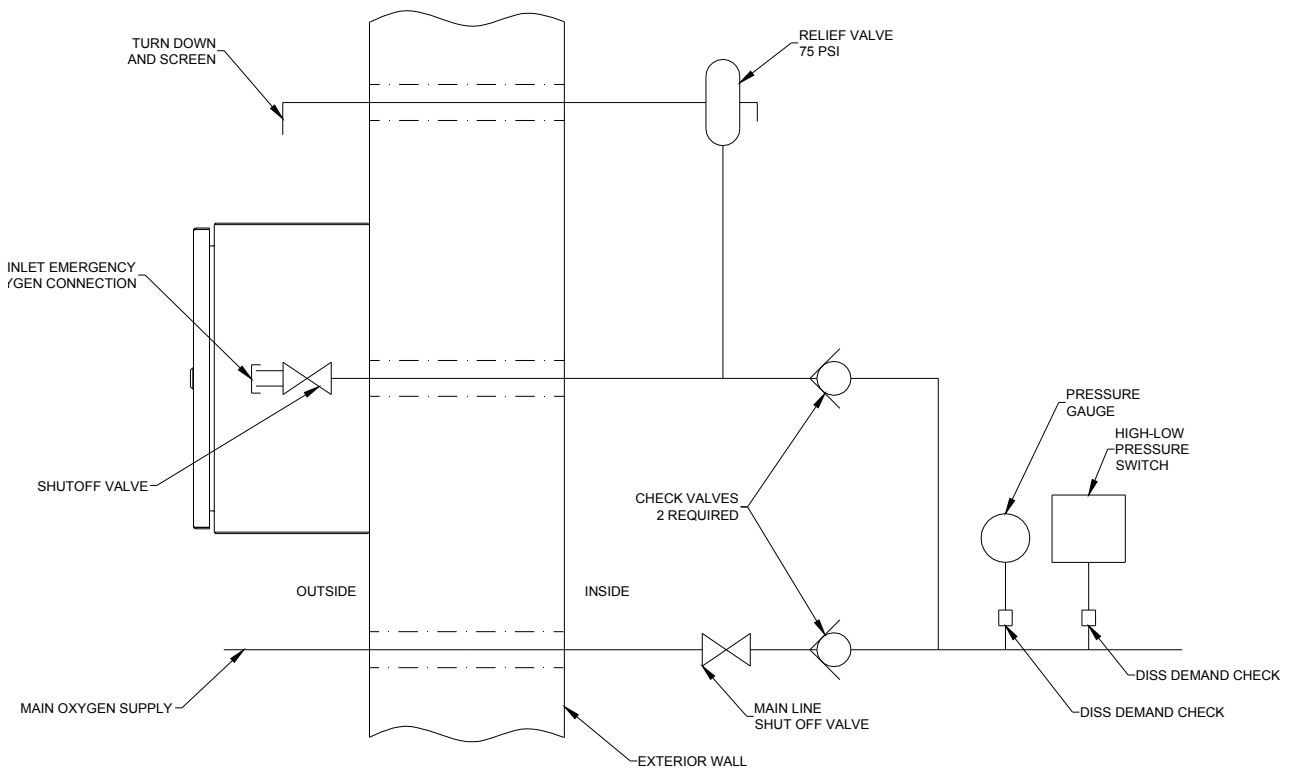 TURN DOWN
AND SCREEN
RELIEF VALVE
75 PSI
INLET EMERGENCY
YGEN CONNECTION
SHUTOFF VALVE
PRESSURE
GAUGE
HIGH-LOW
PRESSURE
SWITCH
CHECK VALVES
2 REQUIRED
OUTSIDE
INSIDE
MAIN OXYGEN SUPPLY
MAIN LINE
SHUT OFF VALVE
DISS DEMAND CHECK
DISS DEMAND CHECK
EXTERIOR WALL